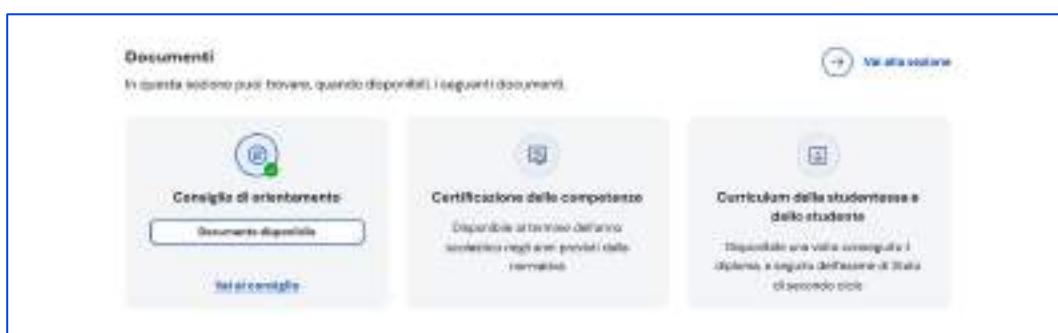 Documenti
Vai alla sezione
In questa sezione puoi trovare, quando disponibili, i seguenti documenti.
Consiglio di orientamento
Documento disponibile
Vai al consiglio
Certificazione delle competenze
Disponibile al termine dell'anno
scolastico negli anni previsti dalla
normativa
Curriculum della studentessa e
dello studente
Disponibile una volta conseguito il
diploma, a seguito dell'esame di Stato
di secondo ciclo